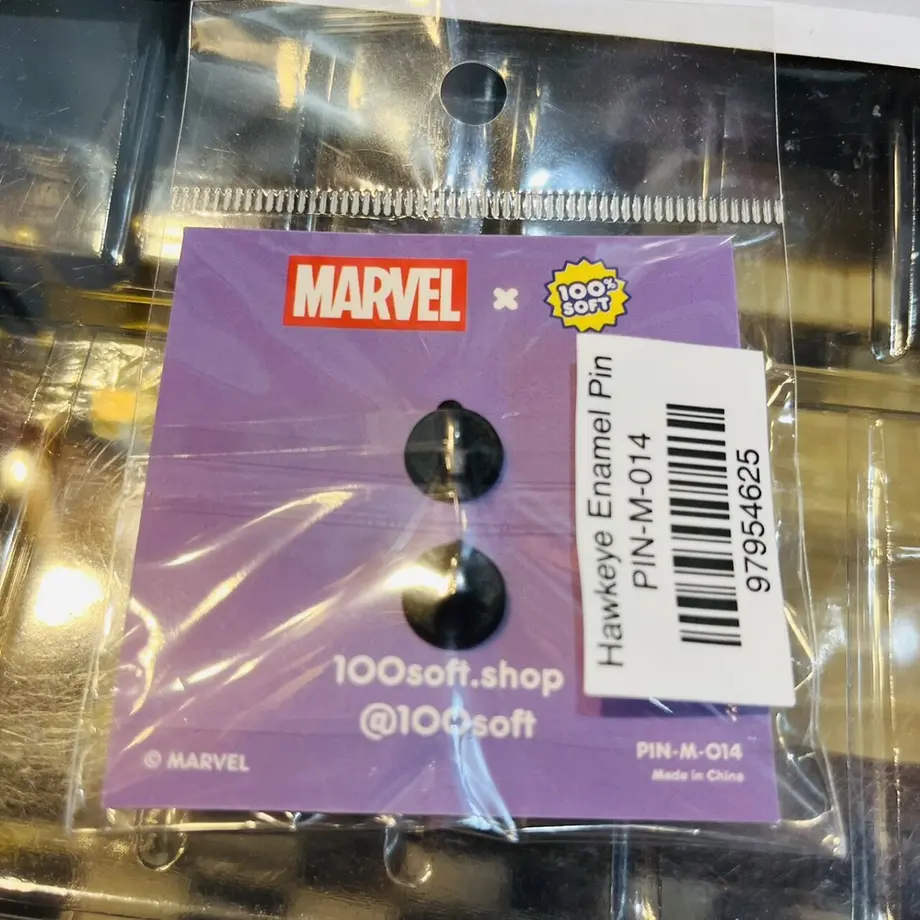 MARVEL × 100% SOFT
Hawkeye Enamel Pin
PIN-M-014
97954625
100soft.shop
@100soft
© MARVEL
PIN-M-014
Made in China